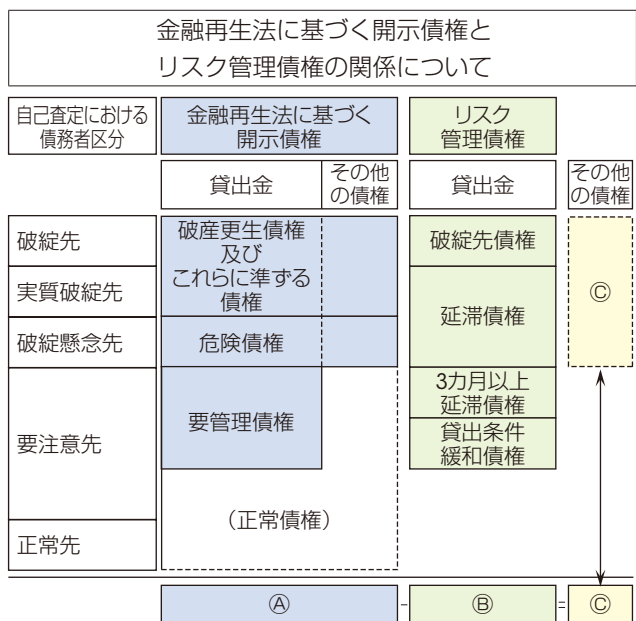 金融再生法に基づく開示債権と
リスク管理債権の関係について
自己査定における
債務者区分
金融再生法に基づく
開示債権
リスク
管理債権
貸出金
その他
の債権
貸出金
その他
の債権
破綻先
破産更生債権
及び
これらに準ずる
債権
破綻先債権
実質破綻先
延滞債権
Ⓒ
破綻懸念先
危険債権
要注意先
要管理債権
3カ月以上
延滞債権
貸出条件
緩和債権
(正常債権)
正常先
Ⓐ - Ⓑ = Ⓒ